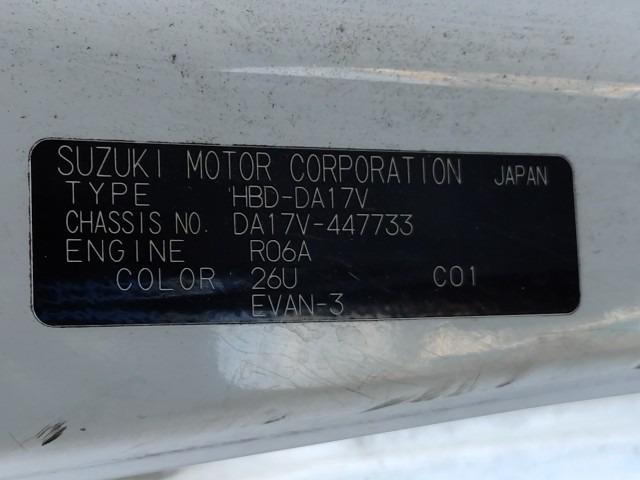 SUZUKI MOTOR CORPORATION JAPAN
TYPE HBD-DA17V
CHASSIS NO. DA17V-447733
ENGINE R06A
COLOR 26U C01
EVAN-3